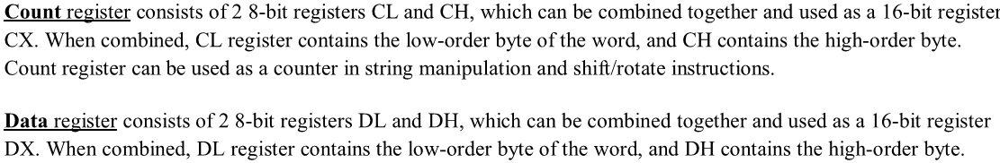 Count register consists of 2 8-bit registers CL and CH, which can be combined together and used as a 16-bit register
CX. When combined, CL register contains the low-order byte of the word, and CH contains the high-order byte.
Count register can be used as a counter in string manipulation and shift/rotate instructions.
Data register consists of 2 8-bit registers DL and DH, which can be combined together and used as a 16-bit register
DX. When combined, DL register contains the low-order byte of the word, and DH contains the high-order byte.